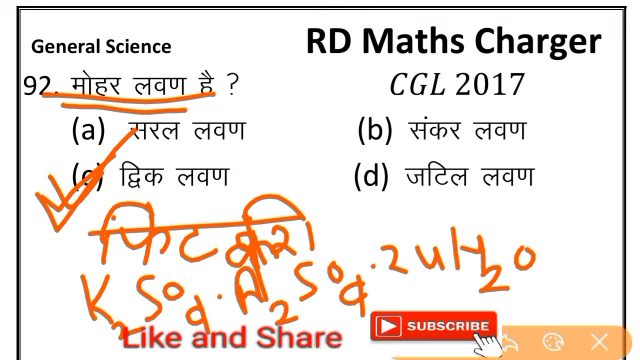 General Science
RD Maths Charger
92. मोहर लवण है ?
CGL 2017
(a) सरल लवण
(b) संकर लवण
(c) द्विक लवण
(d) जटिल लवण
फिटकरी
K2SO4.Al2SO4.24H2O
Like and Share
SUBSCRIBE